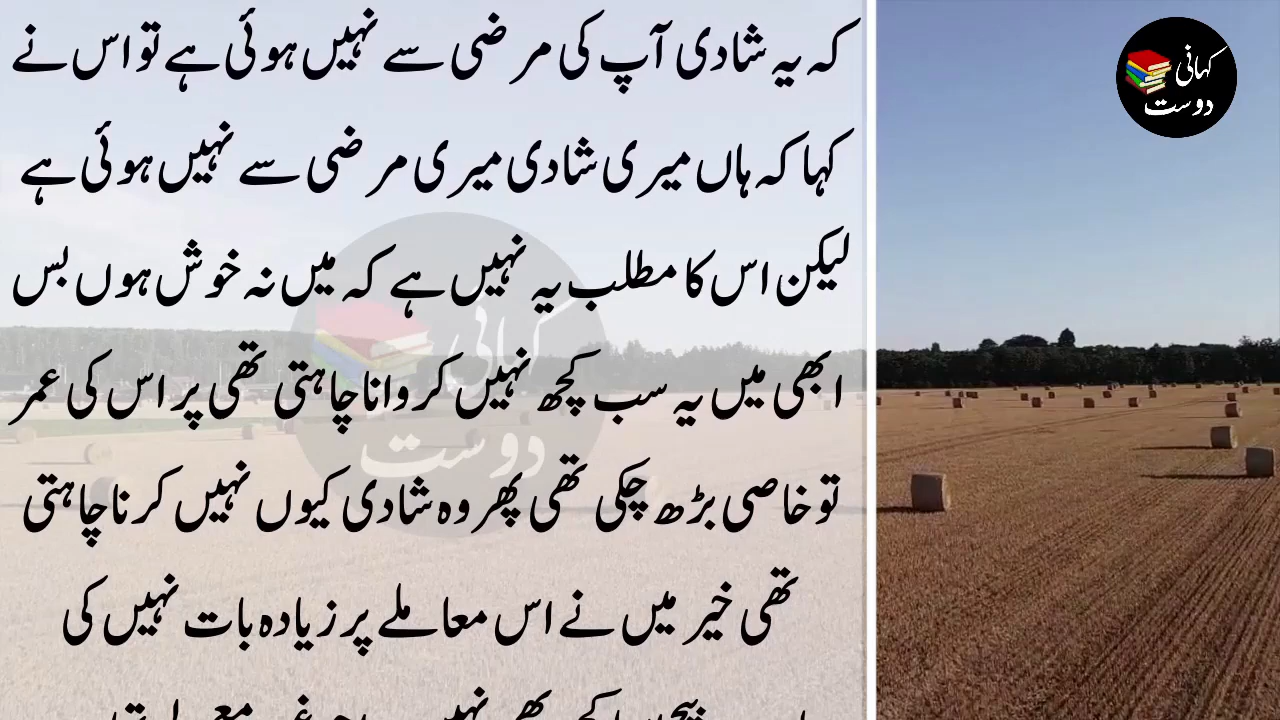 کہ یہ شادی آپ کی مرضی سے نہیں ہوئی ہے تو اس نے
کہا کہ ہاں میری شادی میری مرضی سے نہیں ہوئی ہے
لیکن اس کا مطلب یہ نہیں ہے کہ میں نہ خوش ہوں بس
ابھی میں یہ سب کچھ نہیں کروانا چاہتی تھی پر اس کی عمر
تو خاصی بڑھ چکی تھی پھر وہ شادی کیوں نہیں کرنا چاہتی
تھی خیر میں نے اس معاملے پر زیادہ بات نہیں کی
کہانی
دوست
کہانی
دوست